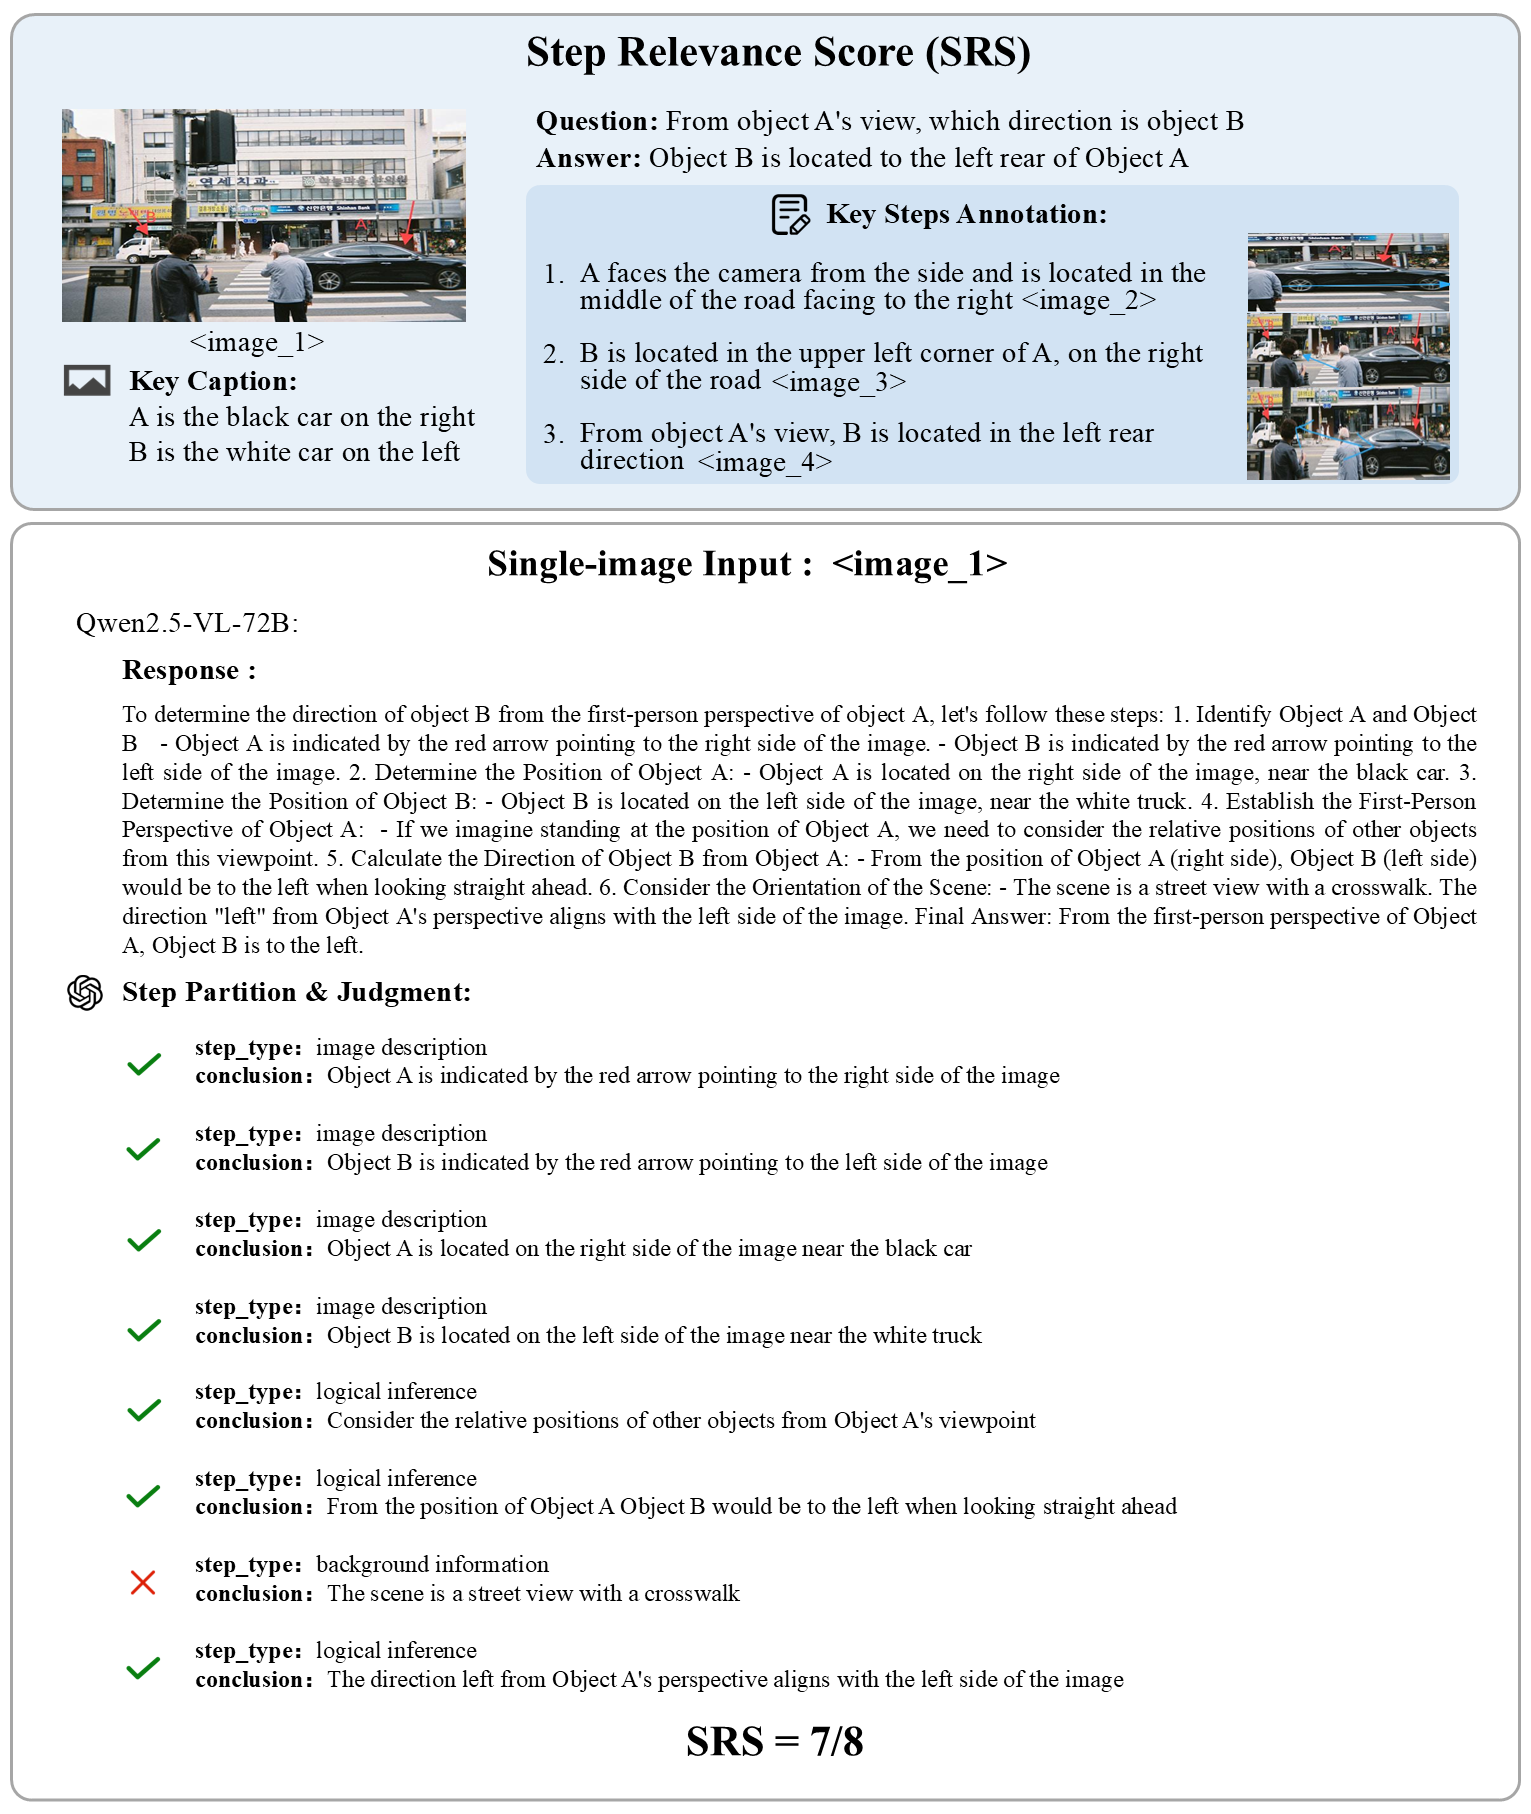 Step Relevance Score (SRS)
연세치과
신한은행 Shinhan Bank
B
A
<image_1>
Key Caption:
A is the black car on the right
B is the white car on the left
Question: From object A's view, which direction is object B
Answer: Object B is located to the left rear of Object A
Key Steps Annotation:
1. A faces the camera from the side and is located in the
middle of the road facing to the right <image_2>
2. B is located in the upper left corner of A, on the right
side of the road <image_3>
3. From object A's view, B is located in the left rear
direction <image_4>
Single-image Input : <image_1>
Qwen2.5-VL-72B:
Response :
To determine the direction of object B from the first-person perspective of object A, let's follow these steps: 1. Identify Object A and Object
B - Object A is indicated by the red arrow pointing to the right side of the image. - Object B is indicated by the red arrow pointing to the
left side of the image. 2. Determine the Position of Object A: - Object A is located on the right side of the image, near the black car. 3.
Determine the Position of Object B: - Object B is located on the left side of the image, near the white truck. 4. Establish the First-Person
Perspective of Object A: - If we imagine standing at the position of Object A, we need to consider the relative positions of other objects
from this viewpoint. 5. Calculate the Direction of Object B from Object A: - From the position of Object A (right side), Object B (left side)
would be to the left when looking straight ahead. 6. Consider the Orientation of the Scene: - The scene is a street view with a crosswalk. The
direction "left" from Object A's perspective aligns with the left side of the image. Final Answer: From the first-person perspective of Object
A, Object B is to the left.
Step Partition & Judgment:
step_type: image description
conclusion: Object A is indicated by the red arrow pointing to the right side of the image
step_type: image description
conclusion: Object B is indicated by the red arrow pointing to the left side of the image
step_type: image description
conclusion: Object A is located on the right side of the image near the black car
step_type: image description
conclusion: Object B is located on the left side of the image near the white truck
step_type: logical inference
conclusion: Consider the relative positions of other objects from Object A's viewpoint
step_type: logical inference
conclusion: From the position of Object A Object B would be to the left when looking straight ahead
step_type: background information
conclusion: The scene is a street view with a crosswalk
step_type: logical inference
conclusion: The direction left from Object A's perspective aligns with the left side of the image
SRS = 7/8